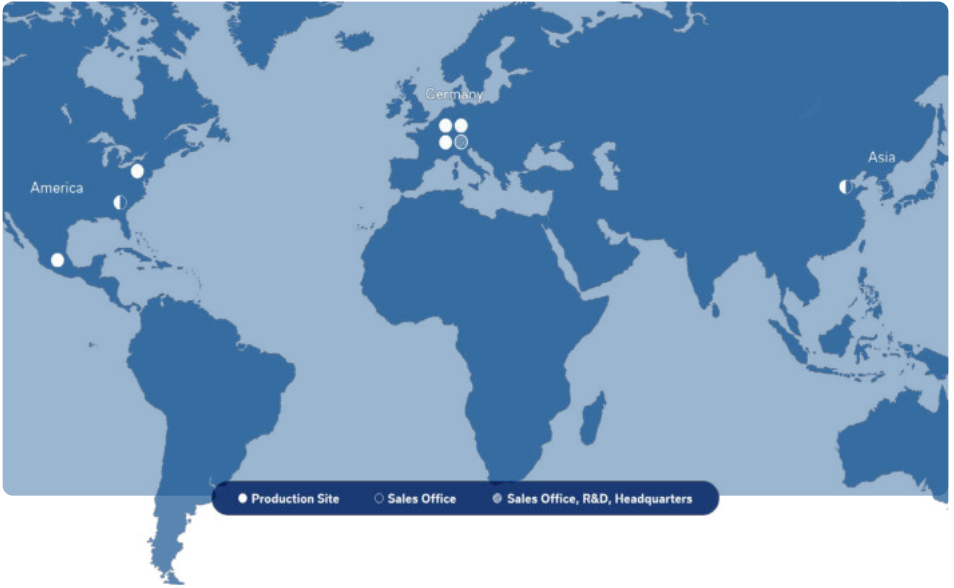 Germany
Asia
America
Production Site
Sales Office
Sales Office, R&D, Headquarters